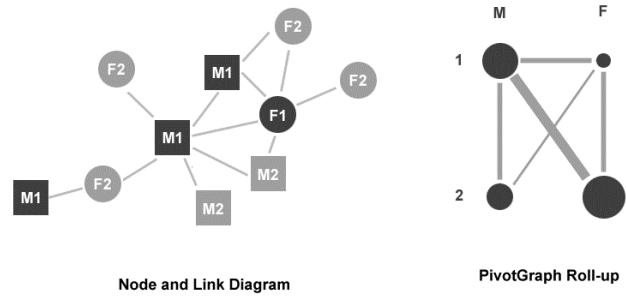 M F
F2
M1
F2
F2
1
F1
M1
F2
M2
M1
M2
2
Node and Link Diagram
PivotGraph Roll-up